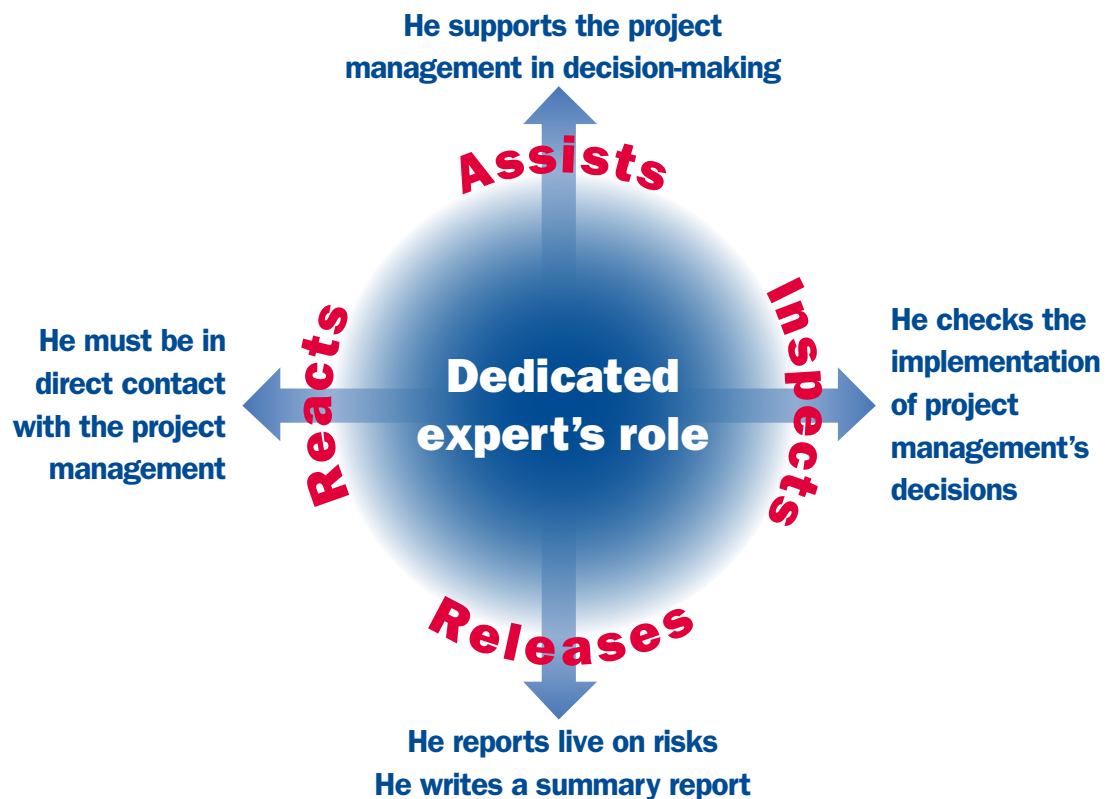 He supports the project
management in decision-making
Assists
Inspects
He checks the
implementation
of project
management’s
decisions
He must be in
direct contact
with the project
management
Reacts
Dedicated
expert’s role
Releases
He reports live on risks
He writes a summary report